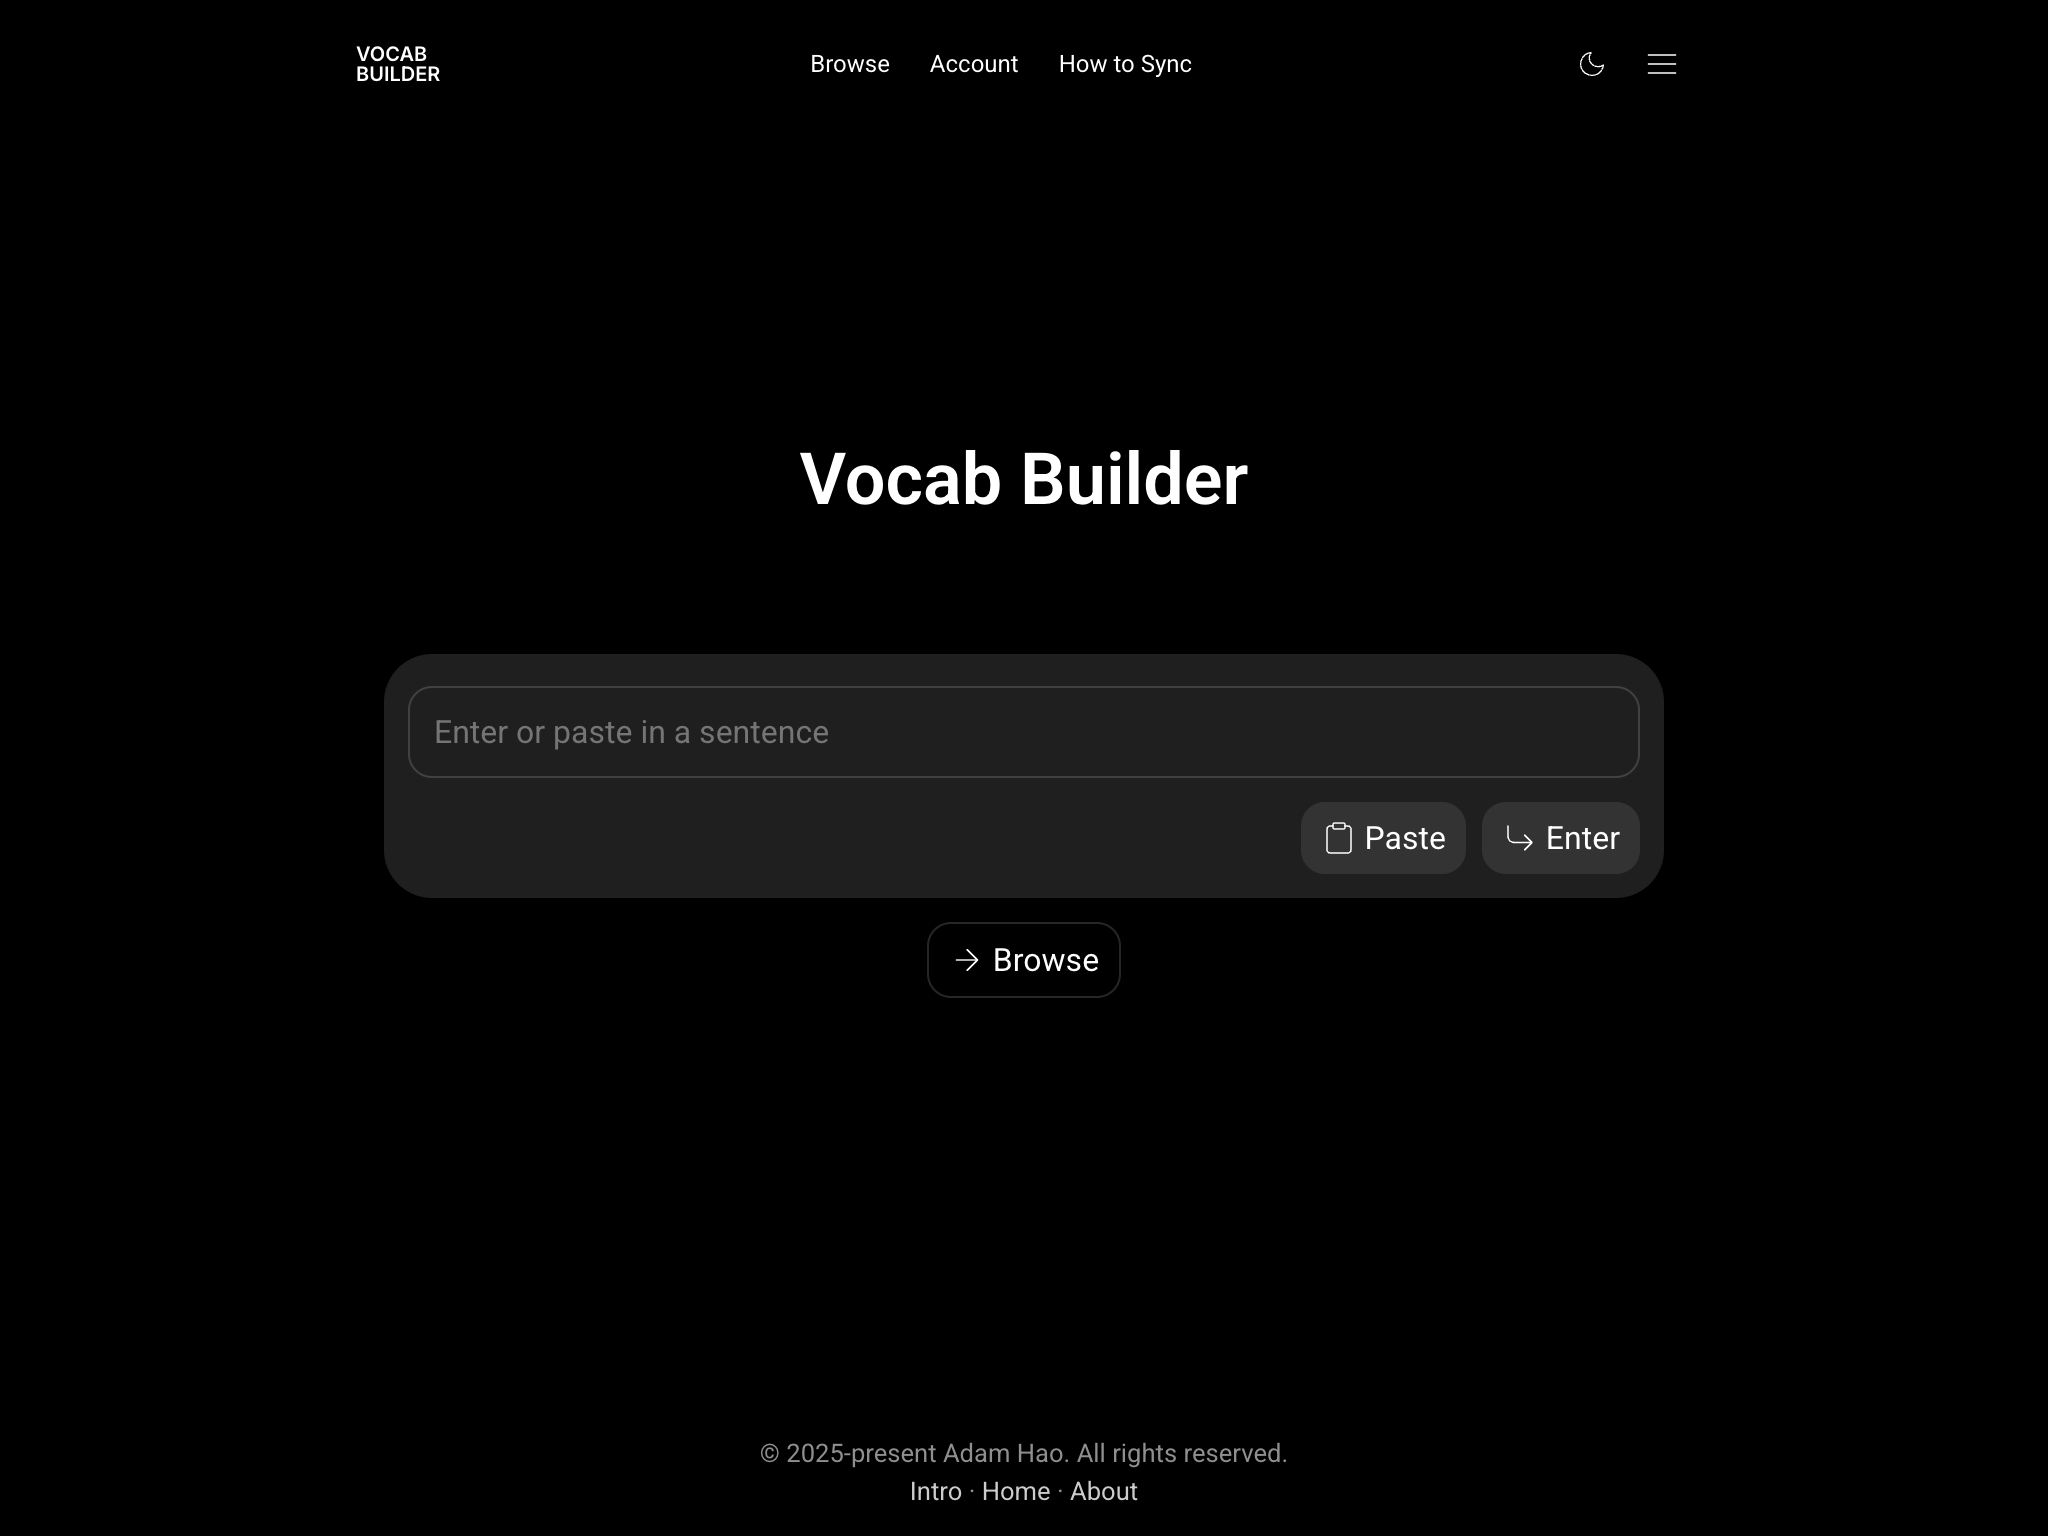 VOCAB
BUILDER
Browse
Account
How to Sync
Vocab Builder
Enter or paste in a sentence
Paste
Enter
Browse
© 2025-present Adam Hao. All rights reserved.
Intro · Home · About